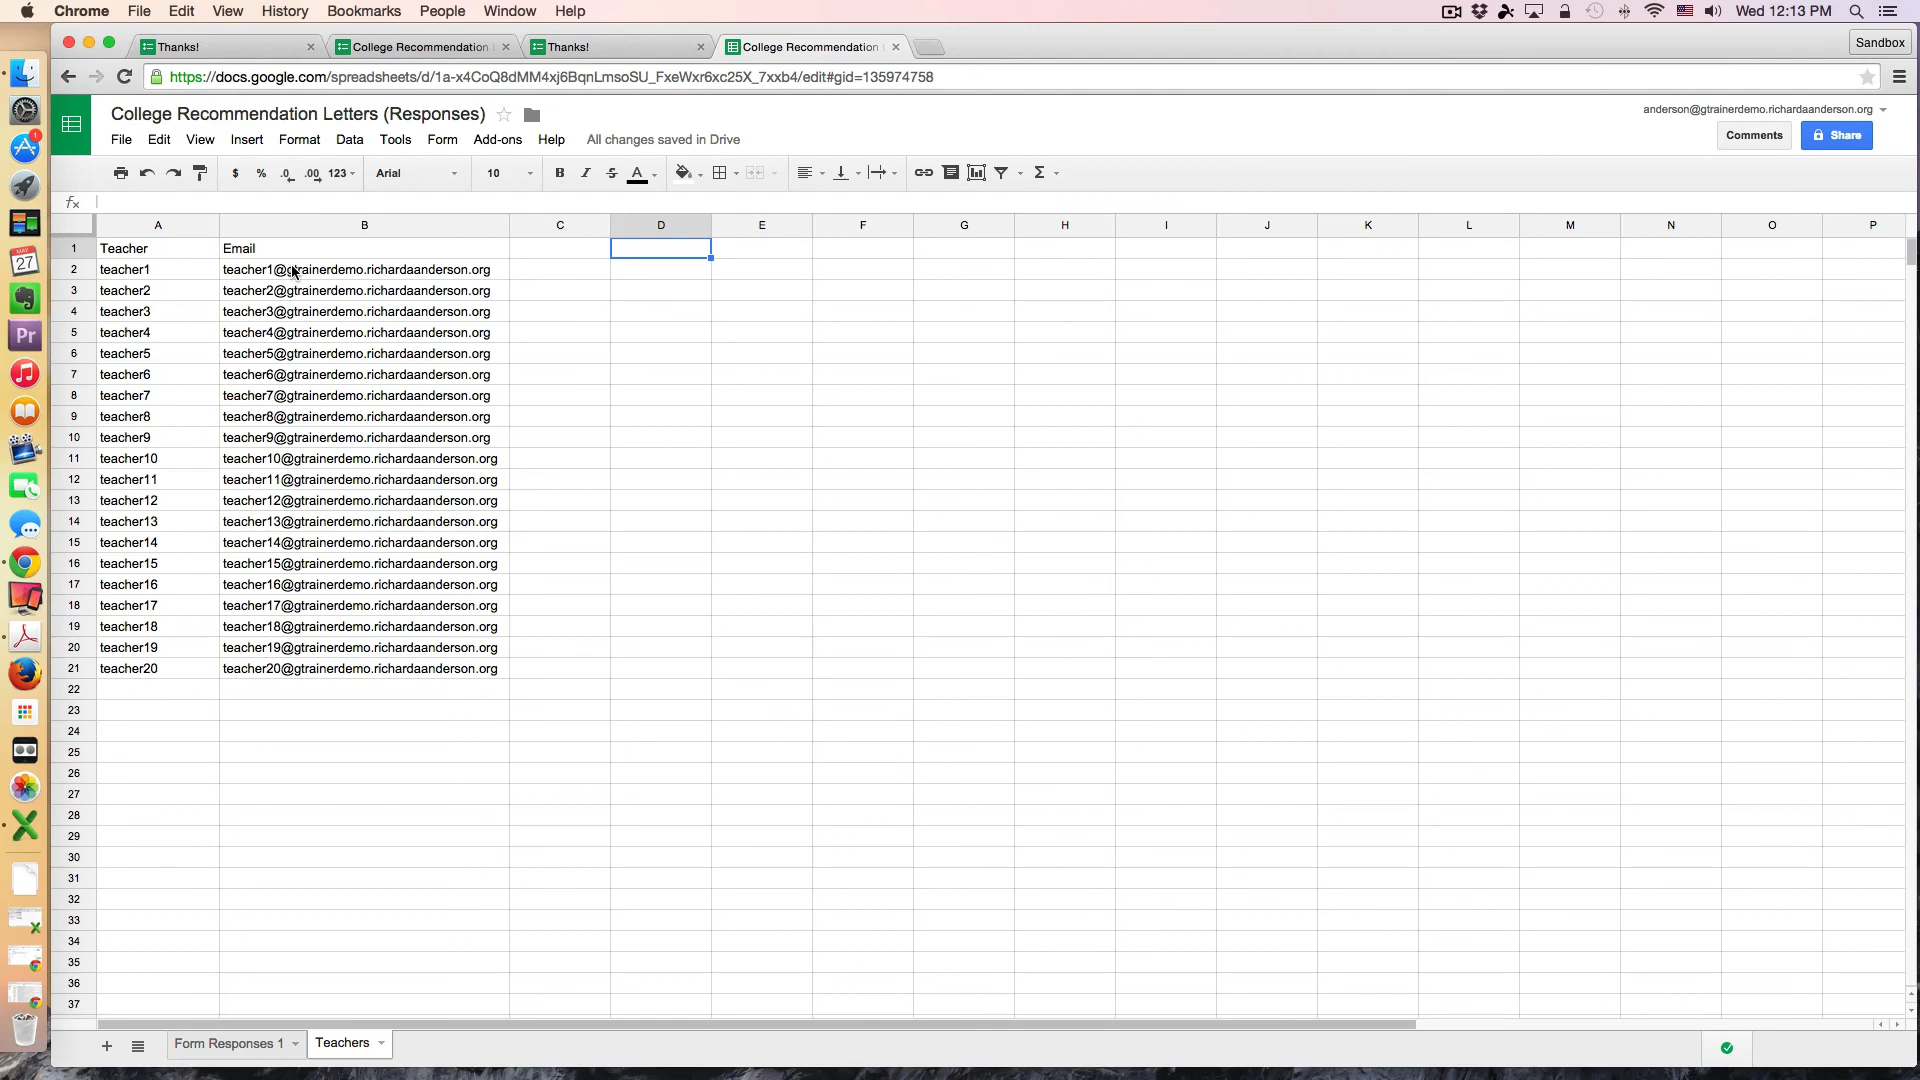 Chrome File Edit View History Bookmarks People Window Help Wed 12:13 PM
Thanks! College Recommendation Thanks! College Recommendation Sandbox
https://docs.google.com/spreadsheets/d/1a-x4CoQ8dMM4xj6BqnLmsoSU_FxeWxr6xc25X_7xxb4/edit#gid=135974758
College Recommendation Letters (Responses) anderson@gtrainerdemo.richardaanderson.org
File Edit View Insert Format Data Tools Form Add-ons Help All changes saved in Drive Comments Share
$ % .0 .00 123 Arial 10 B I S A Σ
fx
A B C D E F G H I J K L M N O P
1 Teacher Email
2 teacher1 teacher1@gtrainerdemo.richardaanderson.org
3 teacher2 teacher2@gtrainerdemo.richardaanderson.org
4 teacher3 teacher3@gtrainerdemo.richardaanderson.org
5 teacher4 teacher4@gtrainerdemo.richardaanderson.org
6 teacher5 teacher5@gtrainerdemo.richardaanderson.org
7 teacher6 teacher6@gtrainerdemo.richardaanderson.org
8 teacher7 teacher7@gtrainerdemo.richardaanderson.org
9 teacher8 teacher8@gtrainerdemo.richardaanderson.org
10 teacher9 teacher9@gtrainerdemo.richardaanderson.org
11 teacher10 teacher10@gtrainerdemo.richardaanderson.org
12 teacher11 teacher11@gtrainerdemo.richardaanderson.org
13 teacher12 teacher12@gtrainerdemo.richardaanderson.org
14 teacher13 teacher13@gtrainerdemo.richardaanderson.org
15 teacher14 teacher14@gtrainerdemo.richardaanderson.org
16 teacher15 teacher15@gtrainerdemo.richardaanderson.org
17 teacher16 teacher16@gtrainerdemo.richardaanderson.org
18 teacher17 teacher17@gtrainerdemo.richardaanderson.org
19 teacher18 teacher18@gtrainerdemo.richardaanderson.org
20 teacher19 teacher19@gtrainerdemo.richardaanderson.org
21 teacher20 teacher20@gtrainerdemo.richardaanderson.org
22
23
24
25
26
27
28
29
30
31
32
33
34
35
36
37
Form Responses 1 Teachers
1
MAY
27
Pr